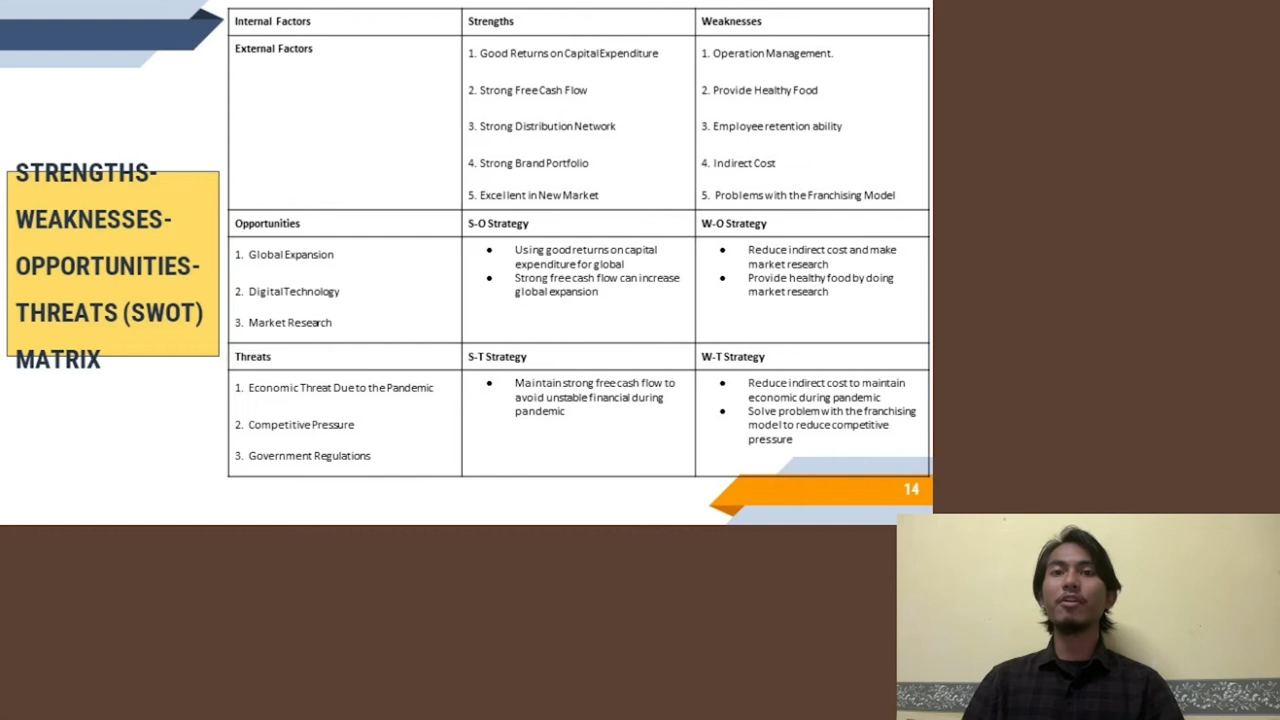 STRENGTHS-
WEAKNESSES-
OPPORTUNITIES-
THREATS (SWOT)
MATRIX
Internal Factors
Strengths
Weaknesses
External Factors
1. Good Returns on Capital Expenditure
2. Strong Free Cash Flow
3. Strong Distribution Network
4. Strong Brand Portfolio
5. Excellent in New Market
1. Operation Management.
2. Provide Healthy Food
3. Employee retention ability
4. Indirect Cost
5. Problems with the Franchising Model
Opportunities
S-O Strategy
W-O Strategy
1. Global Expansion
2. Digital Technology
3. Market Research
• Using good returns on capital
expenditure for global
• Strong free cash flow can increase
global expansion
• Reduce indirect cost and make
market research
• Provide healthy food by doing
market research
Threats
S-T Strategy
W-T Strategy
1. Economic Threat Due to the Pandemic
2. Competitive Pressure
3. Government Regulations
• Maintain strong free cash flow to
avoid unstable financial during
pandemic
• Reduce indirect cost to maintain
economic during pandemic
• Solve problem with the franchising
model to reduce competitive
pressure
14